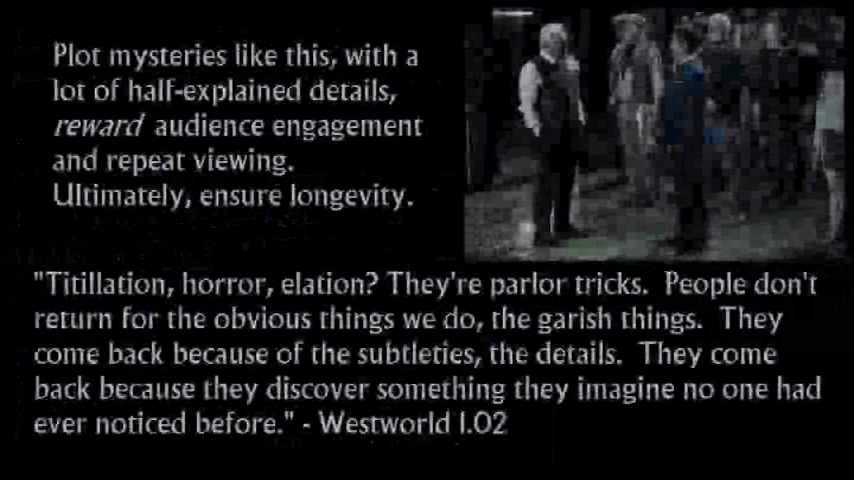 Plot mysteries like this, with a
lot of half-explained details,
reward audience engagement
and repeat viewing.
Ultimately, ensure longevity.
"Titillation, horror, elation? They're parlor tricks. People don't
return for the obvious things we do, the garish things. They
come back because of the subtleties, the details. They come
back because they discover something they imagine no one had
ever noticed before." - Westworld 1.02